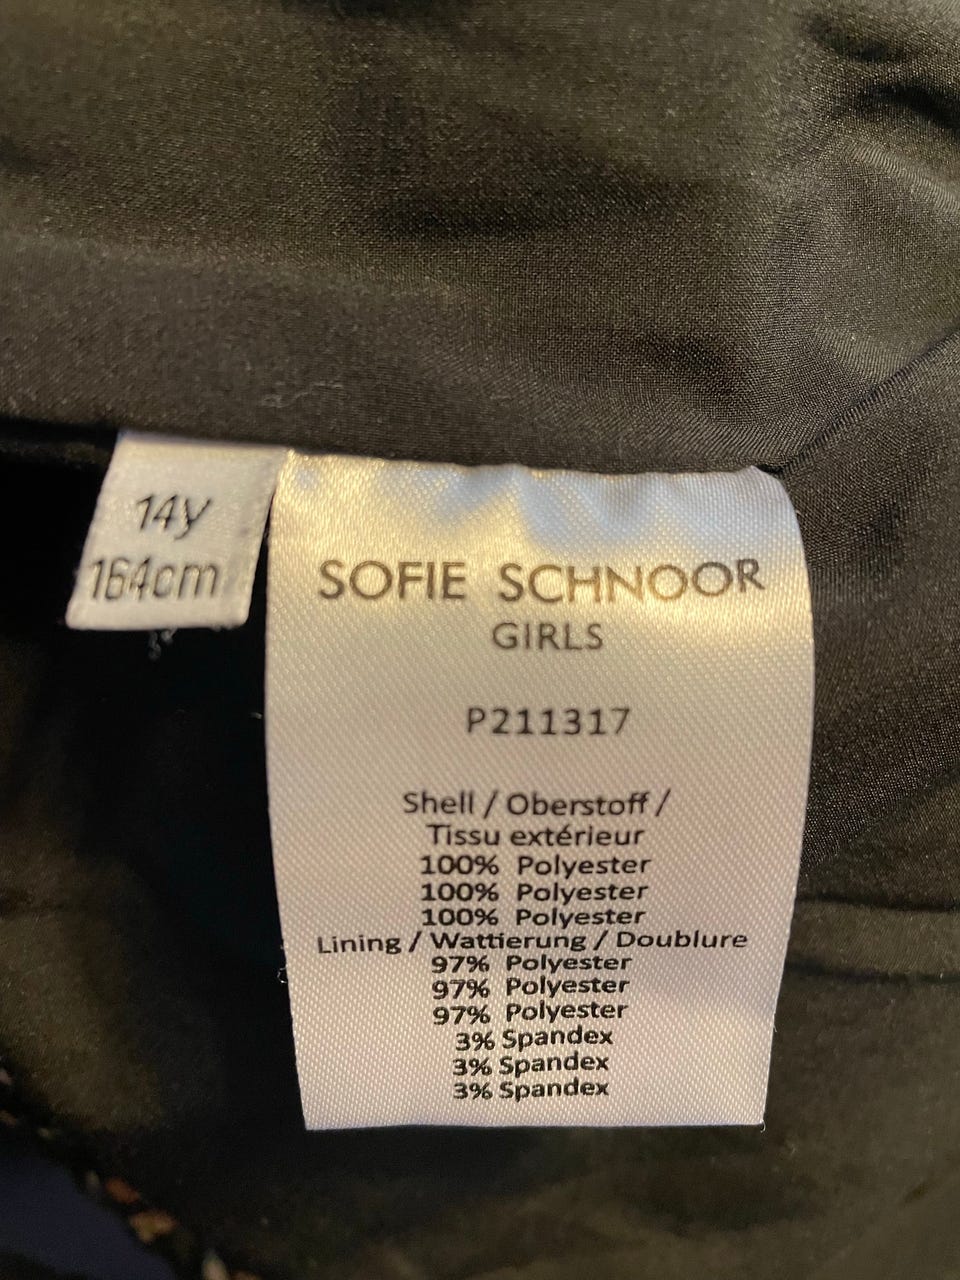 14y
164cm
SOFIE SCHNOOR
GIRLS
P211317
Shell / Oberstoff /
Tissu extérieur
100% Polyester
100% Polyester
100% Polyester
Lining / Wattierung / Doublure
97% Polyester
97% Polyester
97% Polyester
3% Spandex
3% Spandex
3% Spandex